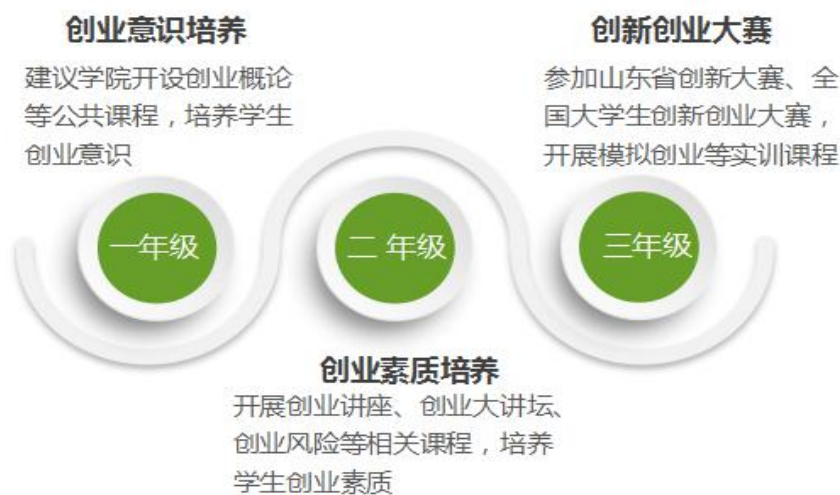 创业意识培养
建议学院开设创业概论
等公共课程，培养学生
创业意识
一年级
二 年级
创业素质培养
开展创业讲座、创业大讲坛、
创业风险等相关课程，培养
学生创业素质
创新创业大赛
参加山东省创新大赛、全
国大学生创新创业大赛，
开展模拟创业等实训课程
三年级